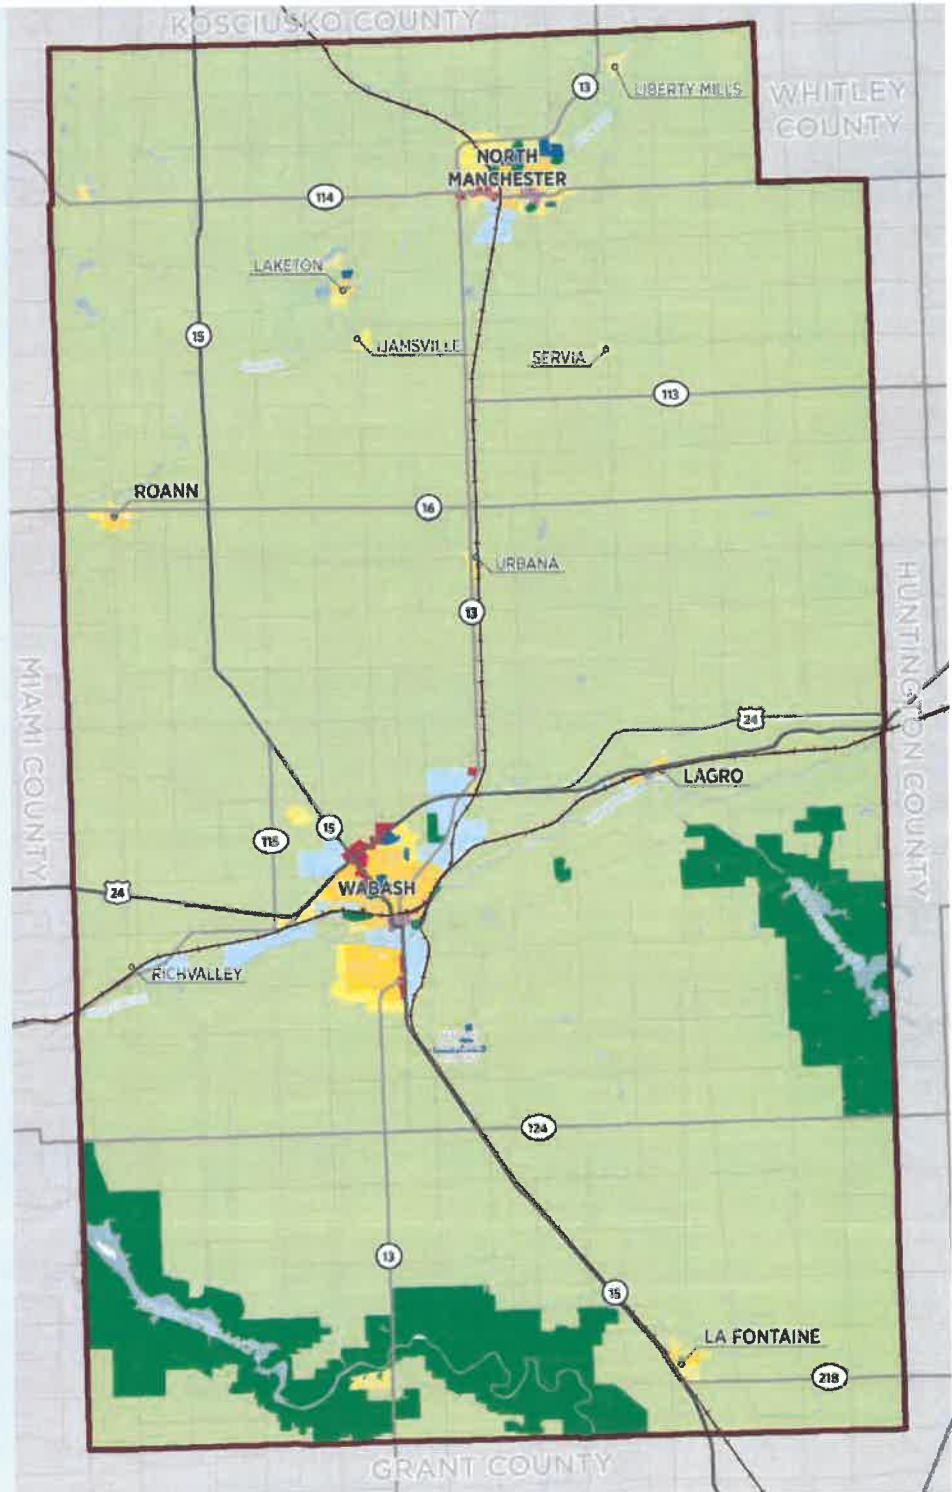 KOSCIUSKO COUNTY
13
LIBERTY MILLS
WHITLEY
COUNTY
NORTH
MANCHESTER
114
LAKETON
15
IJAMSVILLE
SERVIA
113
ROANN
16
URBANA
13
HUNTINGTON COUNTY
MIAMI COUNTY
24
LAGRO
15
115
24
WABASH
RICHVALLEY
124
13
15
LA FONTAINE
218
GRANT COUNTY